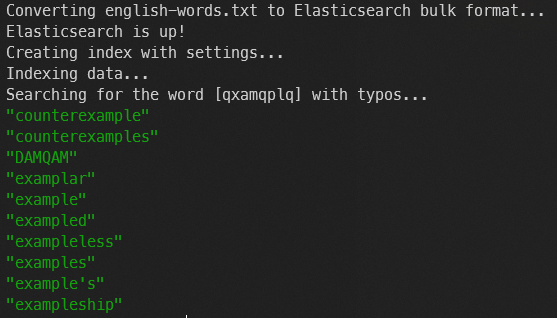 Converting english-words.txt to Elasticsearch bulk format...
Elasticsearch is up!
Creating index with settings...
Indexing data...
Searching for the word [qxamqplq] with typos...
"counterexample"
"counterexamples"
"DAMQAM"
"examplar"
"example"
"exampled"
"exampleless"
"examples"
"example's"
"exampleship"